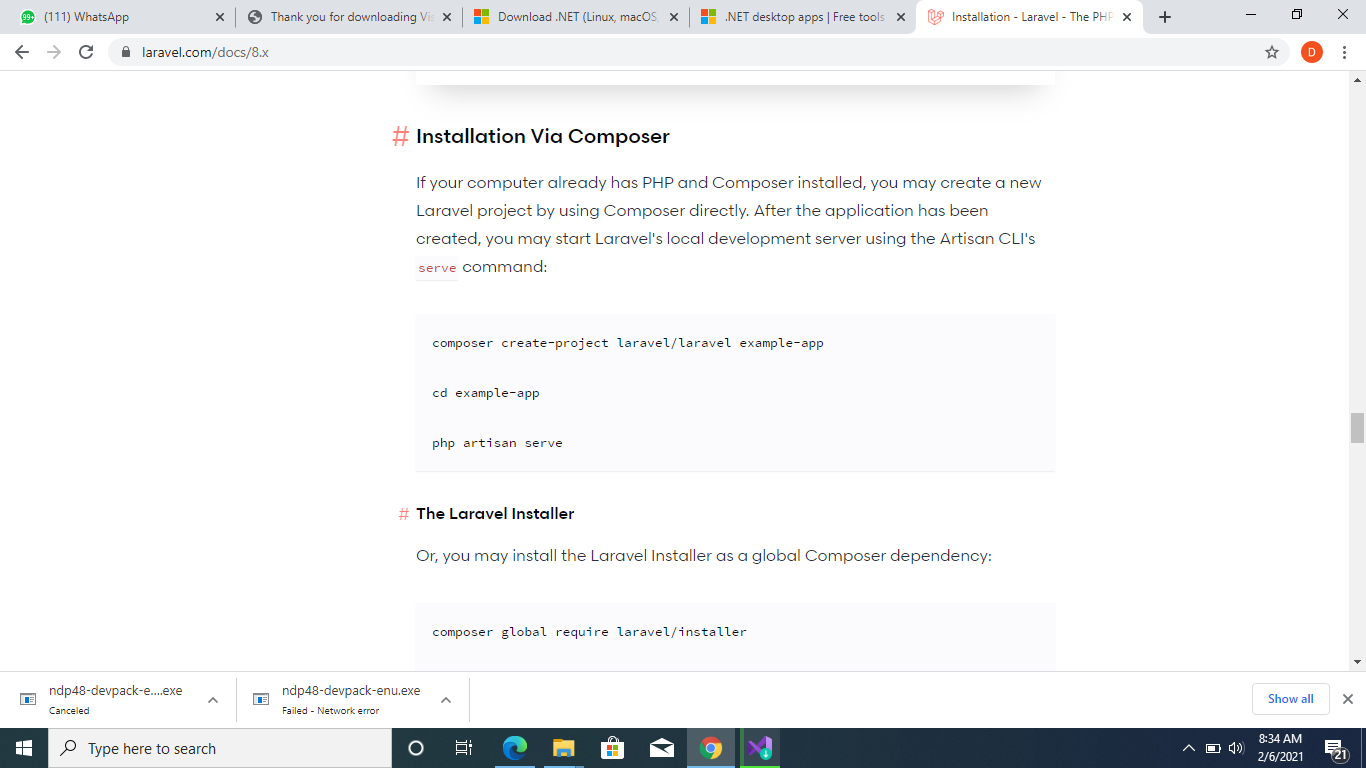 99+
(111) WhatsApp
Thank you for downloading Vis
Download .NET (Linux, macOS,
.NET desktop apps | Free tools
Installation - Laravel - The PHP
laravel.com/docs/8.x
D
# Installation Via Composer
If your computer already has PHP and Composer installed, you may create a new
Laravel project by using Composer directly. After the application has been
created, you may start Laravel's local development server using the Artisan CLI's
serve command:
composer create-project laravel/laravel example-app
cd example-app
php artisan serve
# The Laravel Installer
Or, you may install the Laravel Installer as a global Composer dependency:
composer global require laravel/installer
ndp48-devpack-e....exe
Canceled
ndp48-devpack-enu.exe
Failed - Network error
Show all
Type here to search
8:34 AM
2/6/2021
21